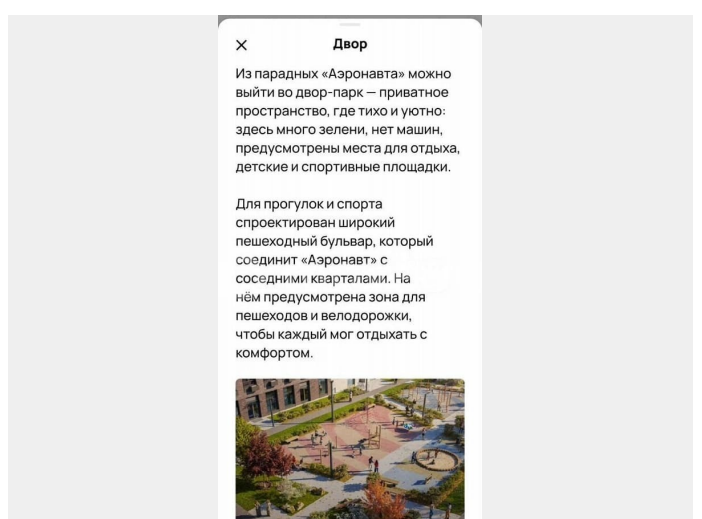 Двор
Из парадных «Аэронавта» можно
выйти во двор-парк — приватное
пространство, где тихо и уютно:
здесь много зелени, нет машин,
предусмотрены места для отдыха,
детские и спортивные площадки.
Для прогулок и спорта
спроектирован широкий
пешеходный бульвар, который
соединит «Аэронавт» с
соседними кварталами. На
нём предусмотрена зона для
пешеходов и велодорожки,
чтобы каждый мог отдыхать с
комфортом.